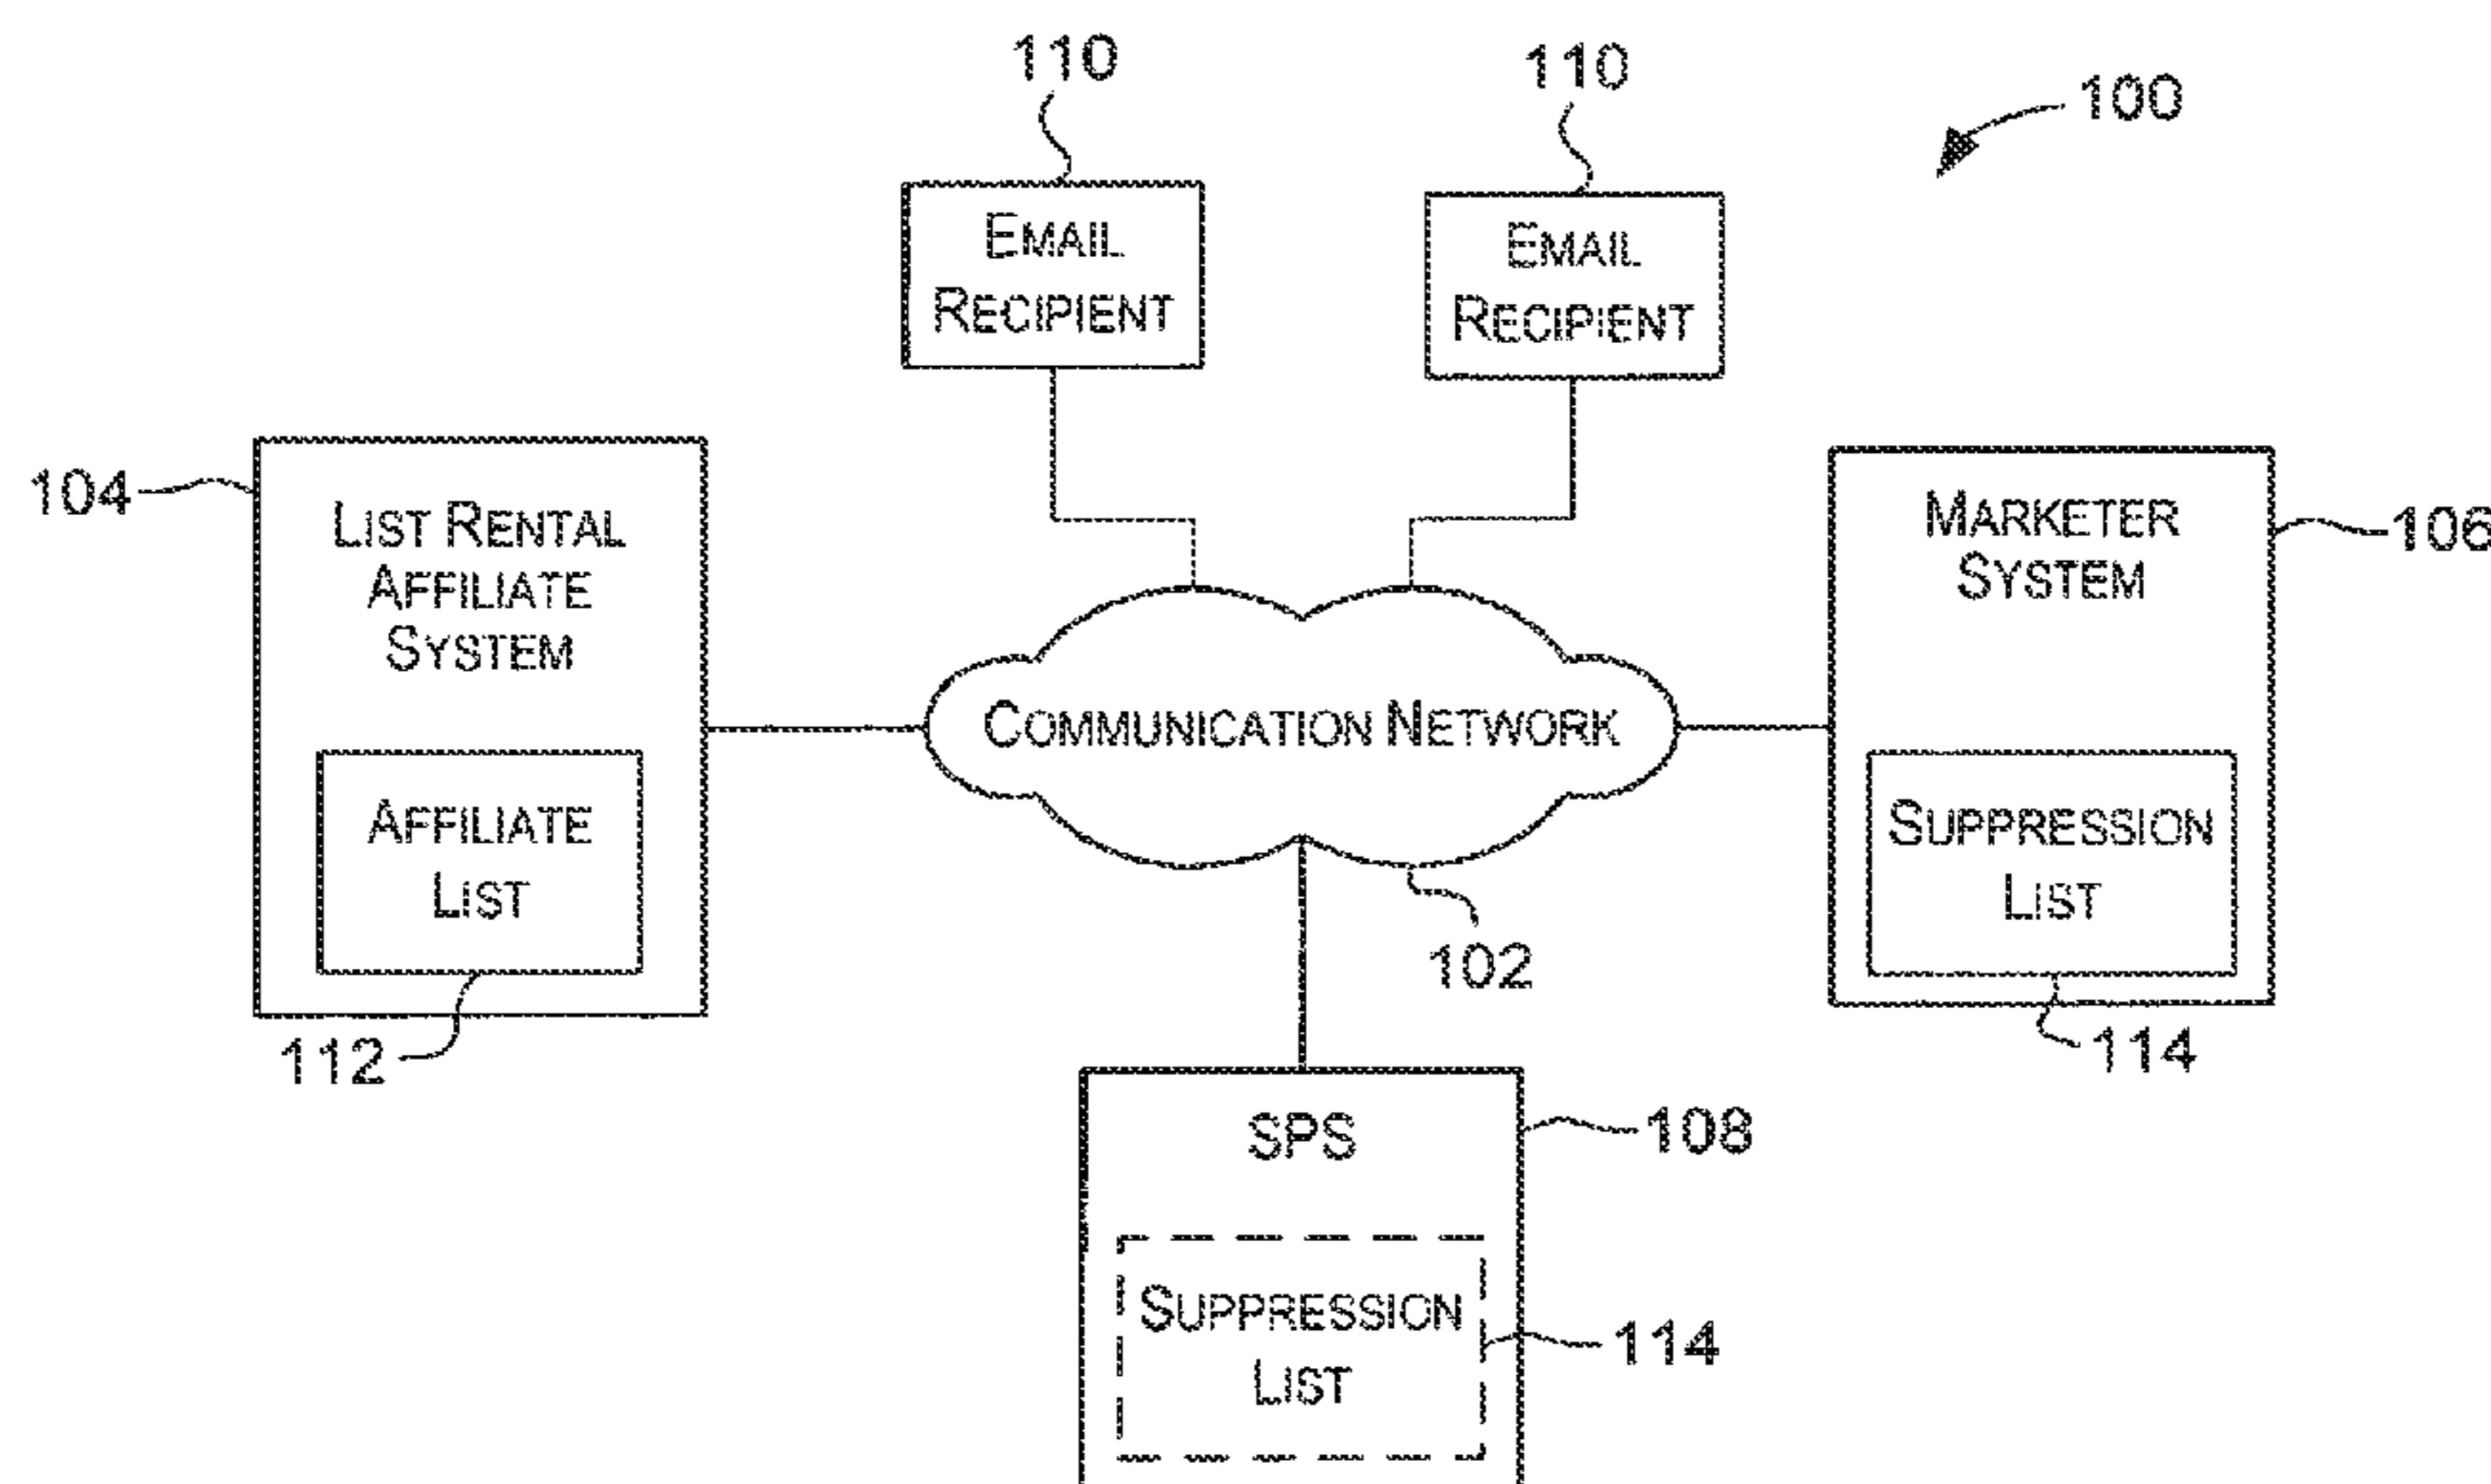 110
110
100
EMAIL
RECIPIENT
EMAIL
RECIPIENT
104
LIST RENTAL
AFFILIATE
SYSTEM
MARKETER
SYSTEM
106
COMMUNICATION NETWORK
AFFILIATE
LIST
SUPPRESSION
LIST
102
112
114
SPS
108
SUPPRESSION
LIST
114